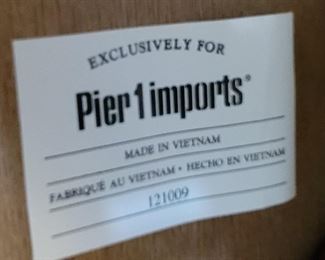 EXCLUSIVELY FOR
Pier 1 imports®
MADE IN VIETNAM
FABRIQUÉ AU VIETNAM • HECHO EN VIETNAM
121009